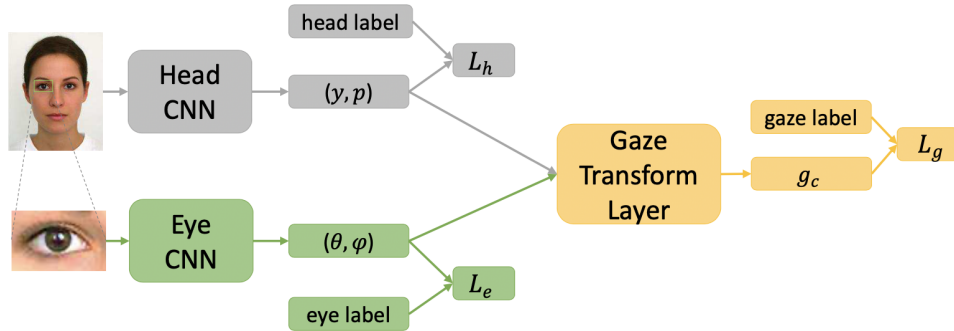 head label
Head
CNN
L_h
(y, p)
gaze label
Gaze
Transform
Layer
L_g
g_c
Eye
CNN
(θ, φ)
L_e
eye label